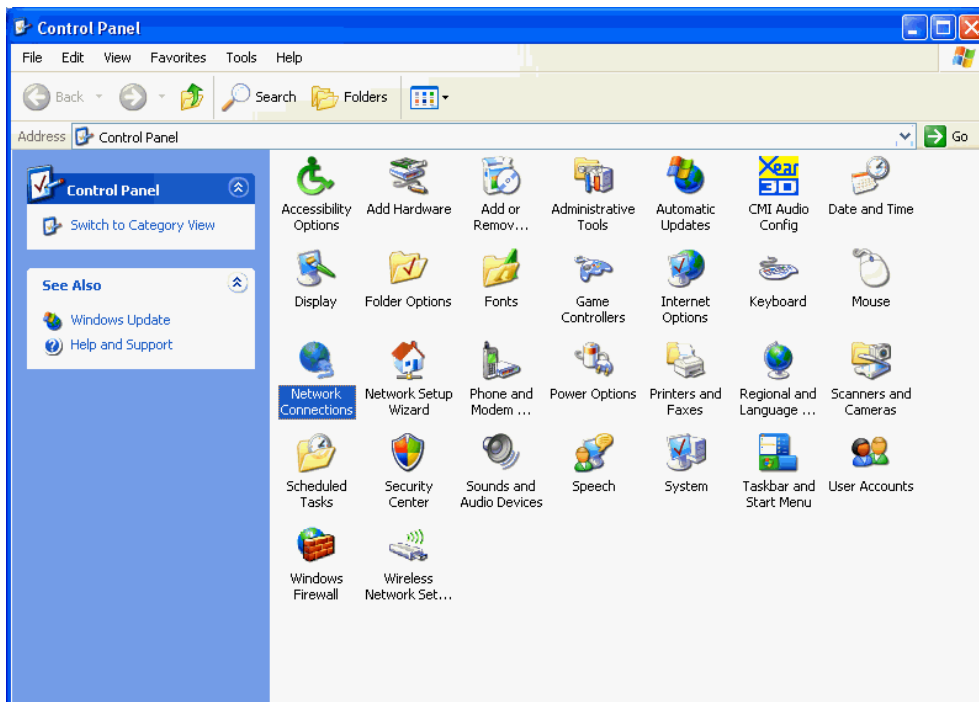 Control Panel
File Edit View Favorites Tools Help
Back Search Folders
Address Control Panel Go
Control Panel
Switch to Category View
See Also
Windows Update
Help and Support
Accessibility Add Hardware Add or Administrative Automatic CMI Audio Date and Time
Options Remov... Tools Updates Config
Display Folder Options Fonts Game Internet Keyboard Mouse
Controllers Options
Network Network Setup Phone and Power Options Printers and Regional and Scanners and
Connections Wizard Modem ... Faxes Language ... Cameras
Scheduled Security Sounds and Speech System Taskbar and User Accounts
Tasks Center Audio Devices Start Menu
Windows Wireless
Firewall Network Set...
Xear
3D